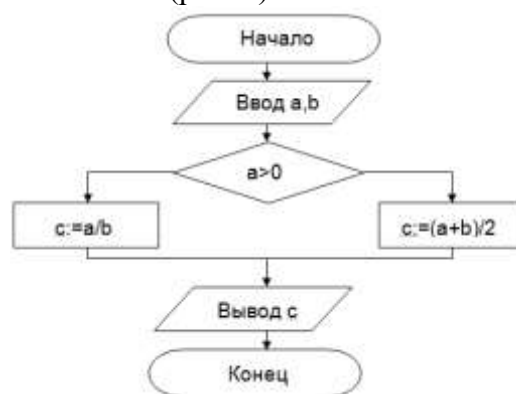 Начало
Ввод a,b
a>0
c:=a/b
c:=(a+b)/2
Вывод c
Конец